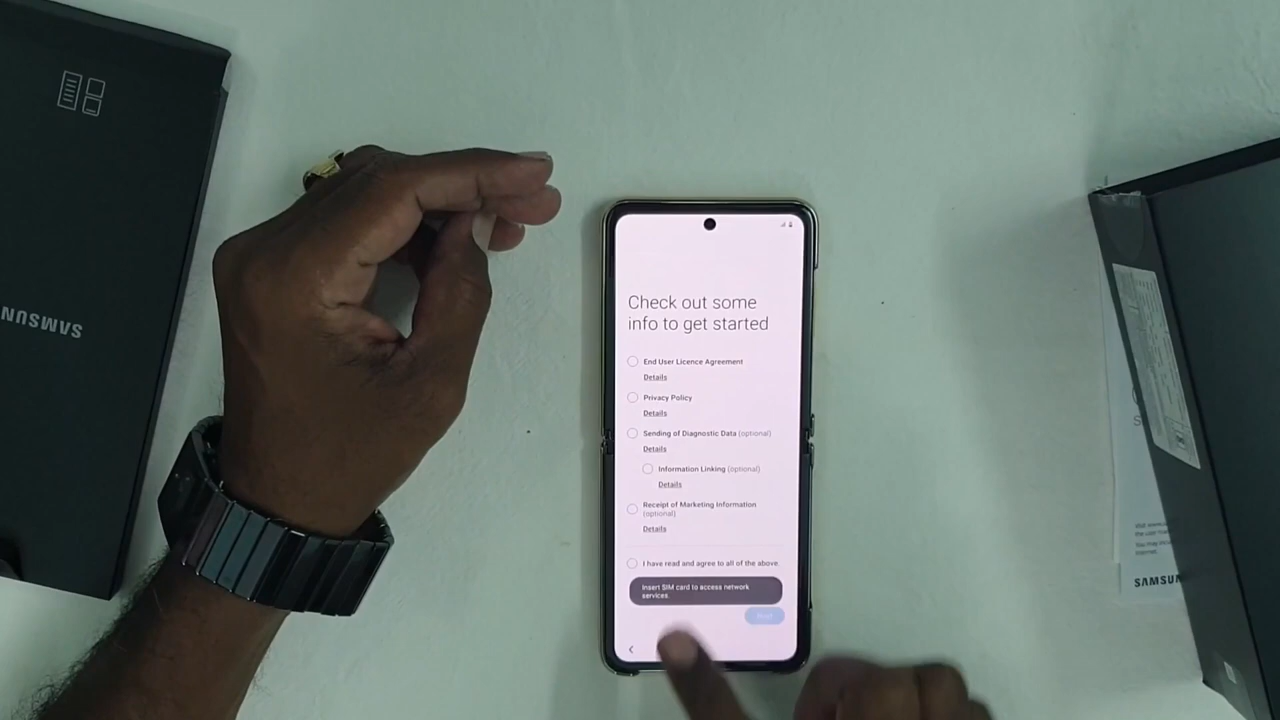 SAMSUNG
Check out some
info to get started
End User Licence Agreement
Details
Privacy Policy
Details
Sending of Diagnostic Data (optional)
Details
Information Linking (optional)
Details
Receipt of Marketing Information
(optional)
Details
I have read and agree to all of the above.
Insert SIM card to access network
services.
Next
SAMSU